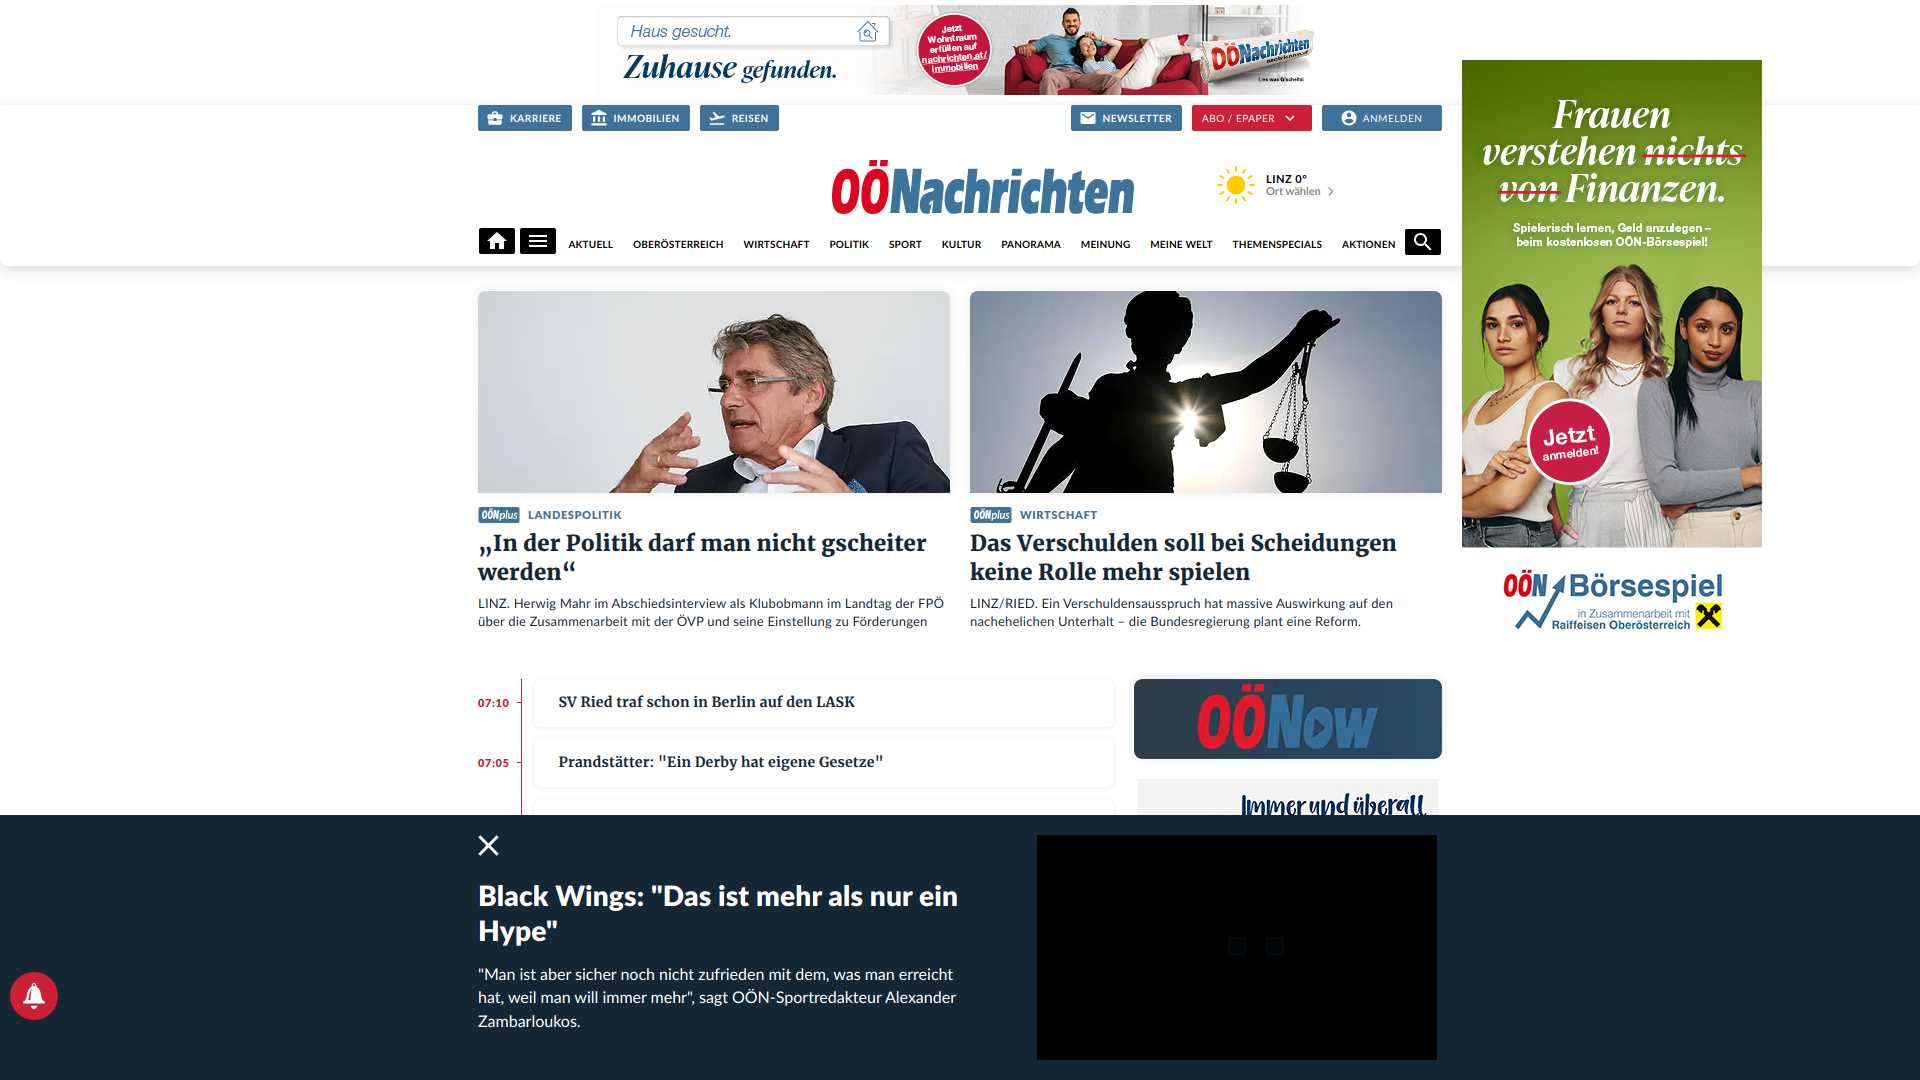 Haus gesucht.
Zuhause gefunden.
Jetzt
Wohntraum
erfüllen auf
nachrichten.at/
immobilien
OÖNachrichten
Lies was Gscheits!
KARRIERE
IMMOBILIEN
REISEN
NEWSLETTER
ABO / EPAPER
ANMELDEN
OÖNachrichten
LINZ 0°
Ort wählen
AKTUELL
OBERÖSTERREICH
WIRTSCHAFT
POLITIK
SPORT
KULTUR
PANORAMA
MEINUNG
MEINE WELT
THEMENSPECIALS
AKTIONEN
Frauen
verstehen nichts
von Finanzen.
Spielerisch lernen, Geld anzulegen –
beim kostenlosen OÖN-Börsespiel!
Jetzt
anmelden!
OÖN Börsespiel
in Zusammenarbeit mit
Raiffeisen Oberösterreich
OÖNplus LANDESPOLITIK
„In der Politik darf man nicht gscheiter
werden“
LINZ. Herwig Mahr im Abschiedsinterview als Klubobmann im Landtag der FPÖ
über die Zusammenarbeit mit der ÖVP und seine Einstellung zu Förderungen
OÖNplus WIRTSCHAFT
Das Verschulden soll bei Scheidungen
keine Rolle mehr spielen
LINZ/RIED. Ein Verschuldensausspruch hat massive Auswirkung auf den
nachehelichen Unterhalt – die Bundesregierung plant eine Reform.
07:10 SV Ried traf schon in Berlin auf den LASK
07:05 Prandstätter: "Ein Derby hat eigene Gesetze"
OÖNow
Immer und überall
Black Wings: "Das ist mehr als nur ein
Hype"
"Man ist aber sicher noch nicht zufrieden mit dem, was man erreicht
hat, weil man will immer mehr", sagt OÖN-Sportredakteur Alexander
Zambarloukos.